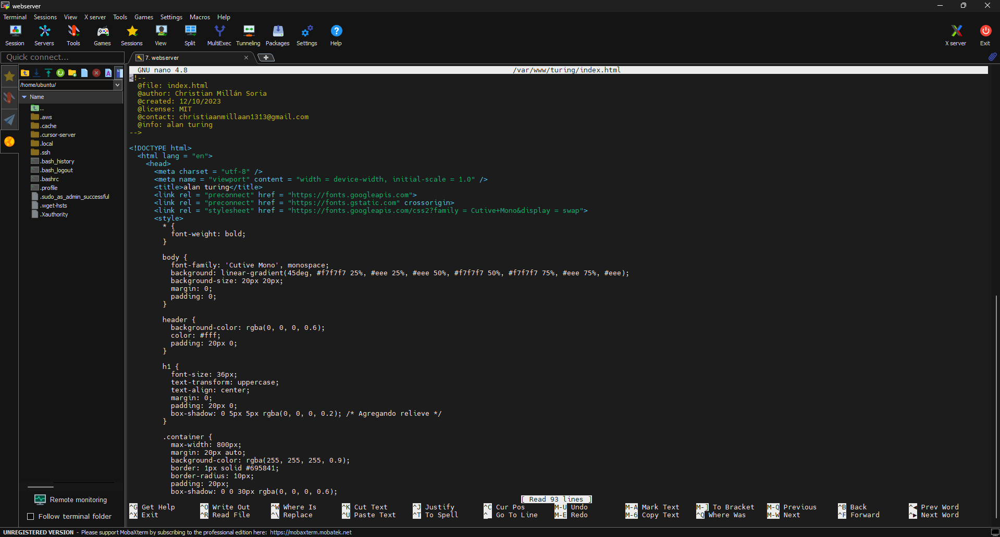 webserver
Terminal Sessions View X server Tools Games Settings Macros Help
Session Servers Tools Games Sessions View Split MultiExec Tunneling Packages Settings Help X server Exit
Quick connect...
7. webserver
/home/ubuntu/
Name
..
.aws
.cache
.cursor-server
.local
.ssh
.bash_history
.bash_logout
.bashrc
.profile
.sudo_as_admin_successful
.wget-hsts
.Xauthority
Remote monitoring
Follow terminal folder
GNU nano 4.8 /var/www/turing/index.html
<!--
  @file: index.html
  @author: Christian Millán Soria
  @created: 12/10/2023
  @license: MIT
  @contact: christiaanmillaan1313@gmail.com
  @info: alan turing
-->
<!DOCTYPE html>
  <html lang = "en">
    <head>
      <meta charset = "utf-8" />
      <meta name = "viewport" content = "width = device-width, initial-scale = 1.0" />
      <title>alan turing</title>
      <link rel = "preconnect" href = "https://fonts.googleapis.com">
      <link rel = "preconnect" href = "https://fonts.gstatic.com" crossorigin>
      <link rel = "stylesheet" href = "https://fonts.googleapis.com/css2?family = Cutive+Mono&display = swap">
      <style>
        * {
          font-weight: bold;
        }
        body {
          font-family: 'Cutive Mono', monospace;
          background: linear-gradient(45deg, #f7f7f7 25%, #eee 25%, #eee 50%, #f7f7f7 50%, #f7f7f7 75%, #eee 75%, #eee);
          background-size: 20px 20px;
          margin: 0;
          padding: 0;
        }
        header {
          background-color: rgba(0, 0, 0, 0.6);
          color: #fff;
          padding: 20px 0;
        }
        h1 {
          font-size: 36px;
          text-transform: uppercase;
          text-align: center;
          margin: 0;
          padding: 20px 0;
          box-shadow: 0 5px 5px rgba(0, 0, 0, 0.2); /* Agregando relieve */
        }
        .container {
          max-width: 800px;
          margin: 20px auto;
          background-color: rgba(255, 255, 255, 0.9);
          border: 1px solid #695841;
          border-radius: 10px;
          padding: 20px;
          box-shadow: 0 0 30px rgba(0, 0, 0, 0.6);
[ Read 93 lines ]
^G Get Help ^O Write Out ^W Where Is ^K Cut Text ^J Justify ^C Cur Pos M-U Undo M-A Mark Text M-] To Bracket M-Q Previous ^B Back ^◀ Prev Word
^X Exit ^R Read File ^\ Replace ^U Paste Text ^T To Spell ^_ Go To Line M-E Redo M-6 Copy Text ^Q Where Was M-W Next ^F Forward ^▶ Next Word
UNREGISTERED VERSION - Please support MobaXterm by subscribing to the professional edition here: https://mobaxterm.mobatek.net